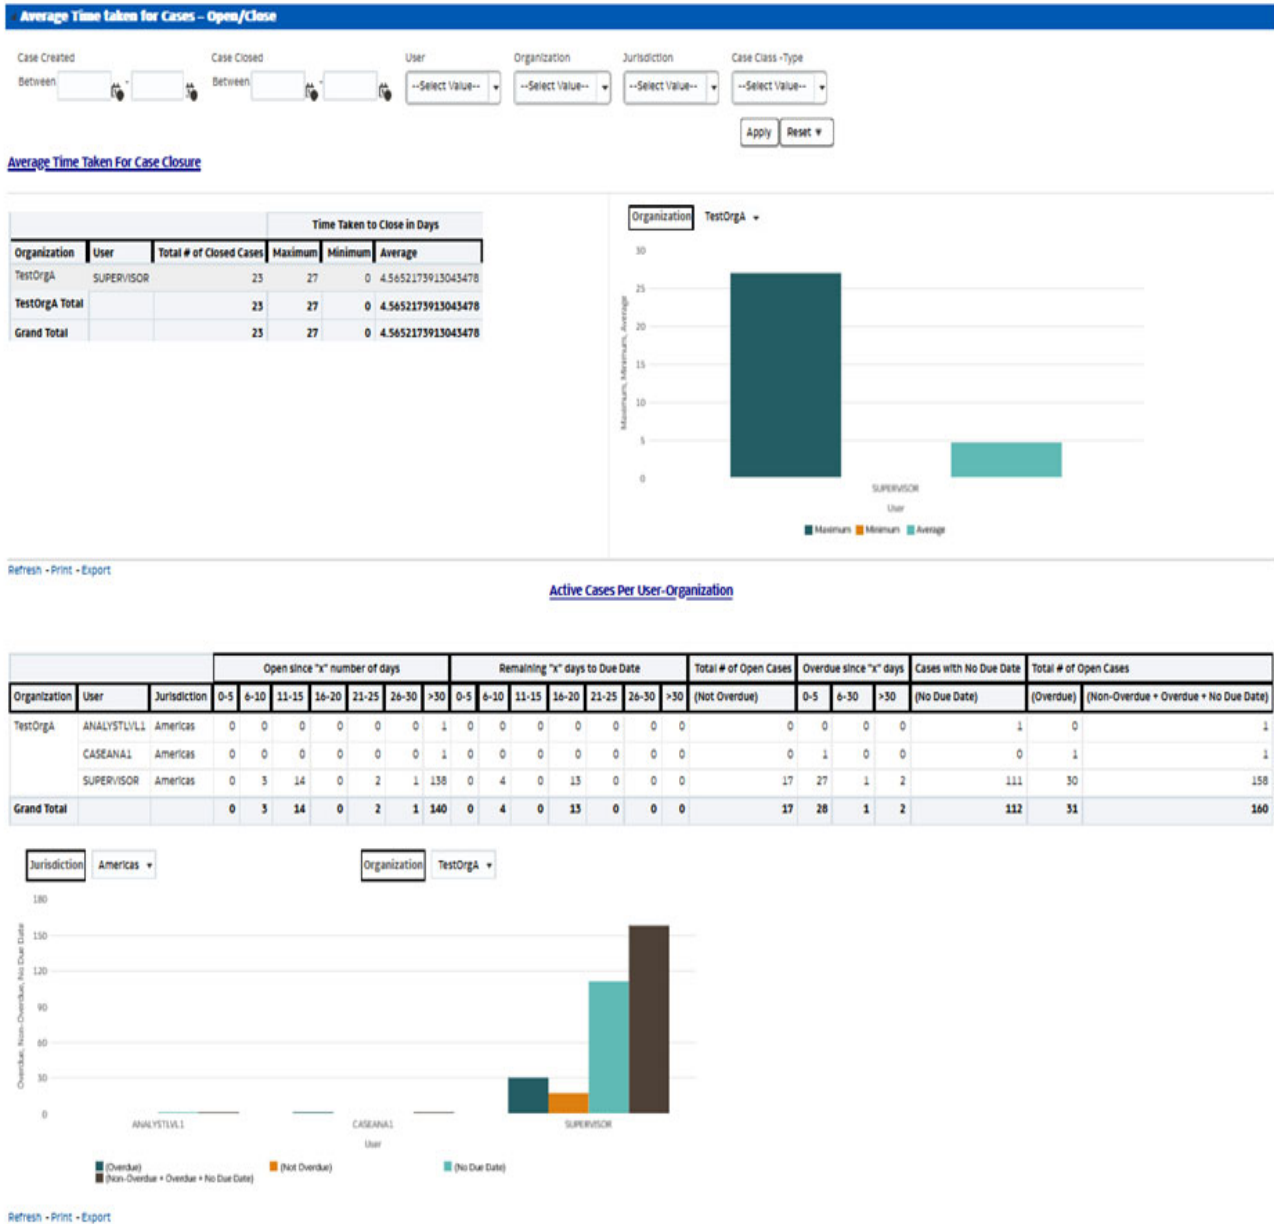 Average Time taken for Cases – Open/Close
Case Created Case Closed User Organization Jurisdiction Case Class -Type
Between - Between - --Select Value-- --Select Value-- --Select Value-- --Select Value--
Apply Reset
Average Time Taken For Case Closure
Time Taken to Close in Days
Organization User Total # of Closed Cases Maximum Minimum Average
TestOrgA SUPERVISOR 23 27 0 4.5652173913043478
TestOrgA Total 23 27 0 4.5652173913043478
Grand Total 23 27 0 4.5652173913043478
Organization TestOrgA
Maximum, Minimum, Average
30
25
20
15
10
5
0
SUPERVISOR
User
Maximum Minimum Average
Refresh - Print - Export
Active Cases Per User-Organization
Open since "x" number of days Remaining "x" days to Due Date Total # of Open Cases Overdue since "x" days Cases with No Due Date Total # of Open Cases
Organization User Jurisdiction 0-5 6-10 11-15 16-20 21-25 26-30 >30 0-5 6-10 11-15 16-20 21-25 26-30 >30 (Not Overdue) 0-5 6-30 >30 (No Due Date) (Overdue) (Non-Overdue + Overdue + No Due Date)
TestOrgA ANALYSTLVL1 Americas 0 0 0 0 0 0 1 0 0 0 0 0 0 0 0 0 0 0 1 0 1
CASEANA1 Americas 0 0 0 0 0 0 1 0 0 0 0 0 0 0 0 1 0 0 0 1 1
SUPERVISOR Americas 0 3 14 0 2 1 138 0 4 0 13 0 0 0 17 27 1 2 111 30 158
Grand Total 0 3 14 0 2 1 140 0 4 0 13 0 0 0 17 28 1 2 112 31 160
Jurisdiction Americas Organization TestOrgA
Overdue, Non-Overdue, No Due Date
180
150
120
90
60
30
0
ANALYSTLVL1 CASEANA1 SUPERVISOR
User
(Overdue) (Not Overdue) (No Due Date)
(Non-Overdue + Overdue + No Due Date)
Refresh - Print - Export